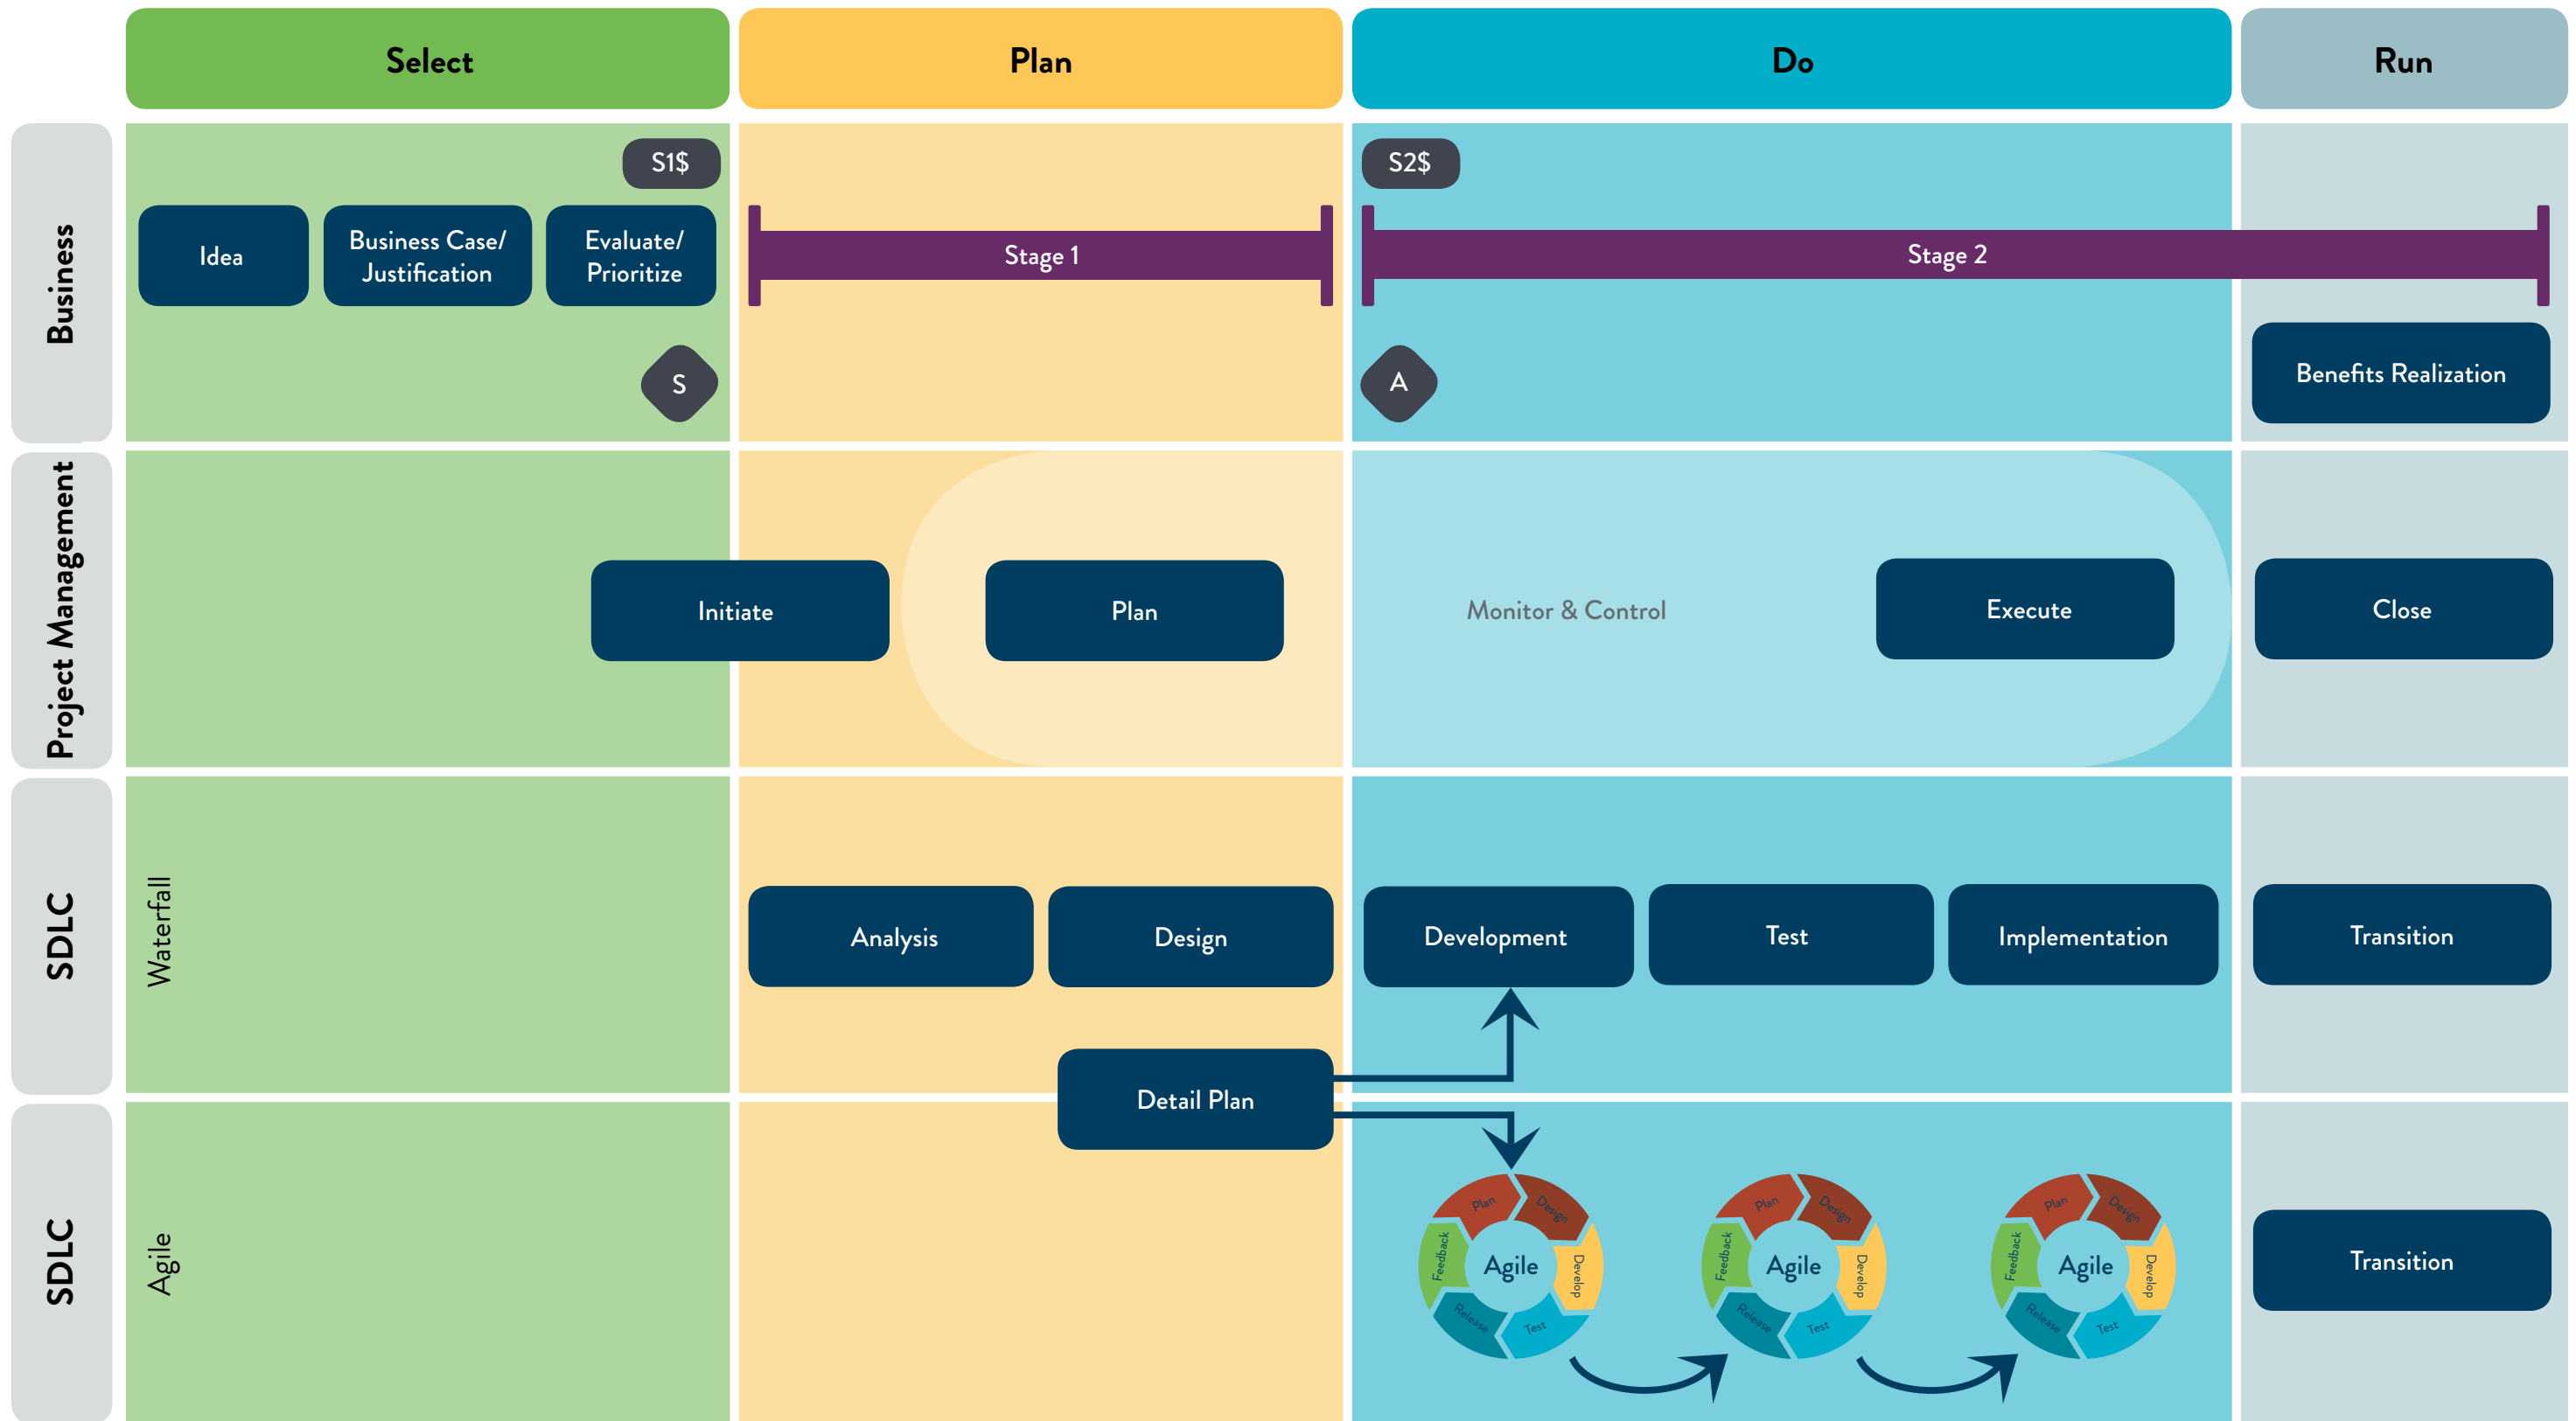 Select
Plan
Do
Run
Business
S1$
S2$
Idea
Business Case/
Justification
Evaluate/
Prioritize
Stage 1
Stage 2
S
A
Benefits Realization
Project Management
Initiate
Plan
Monitor & Control
Execute
Close
SDLC
Waterfall
Analysis
Design
Development
Test
Implementation
Transition
Detail Plan
SDLC
Agile
Plan
Design
Develop
Test
Release
Feedback
Agile
Plan
Design
Develop
Test
Release
Feedback
Agile
Plan
Design
Develop
Test
Release
Feedback
Agile
Transition